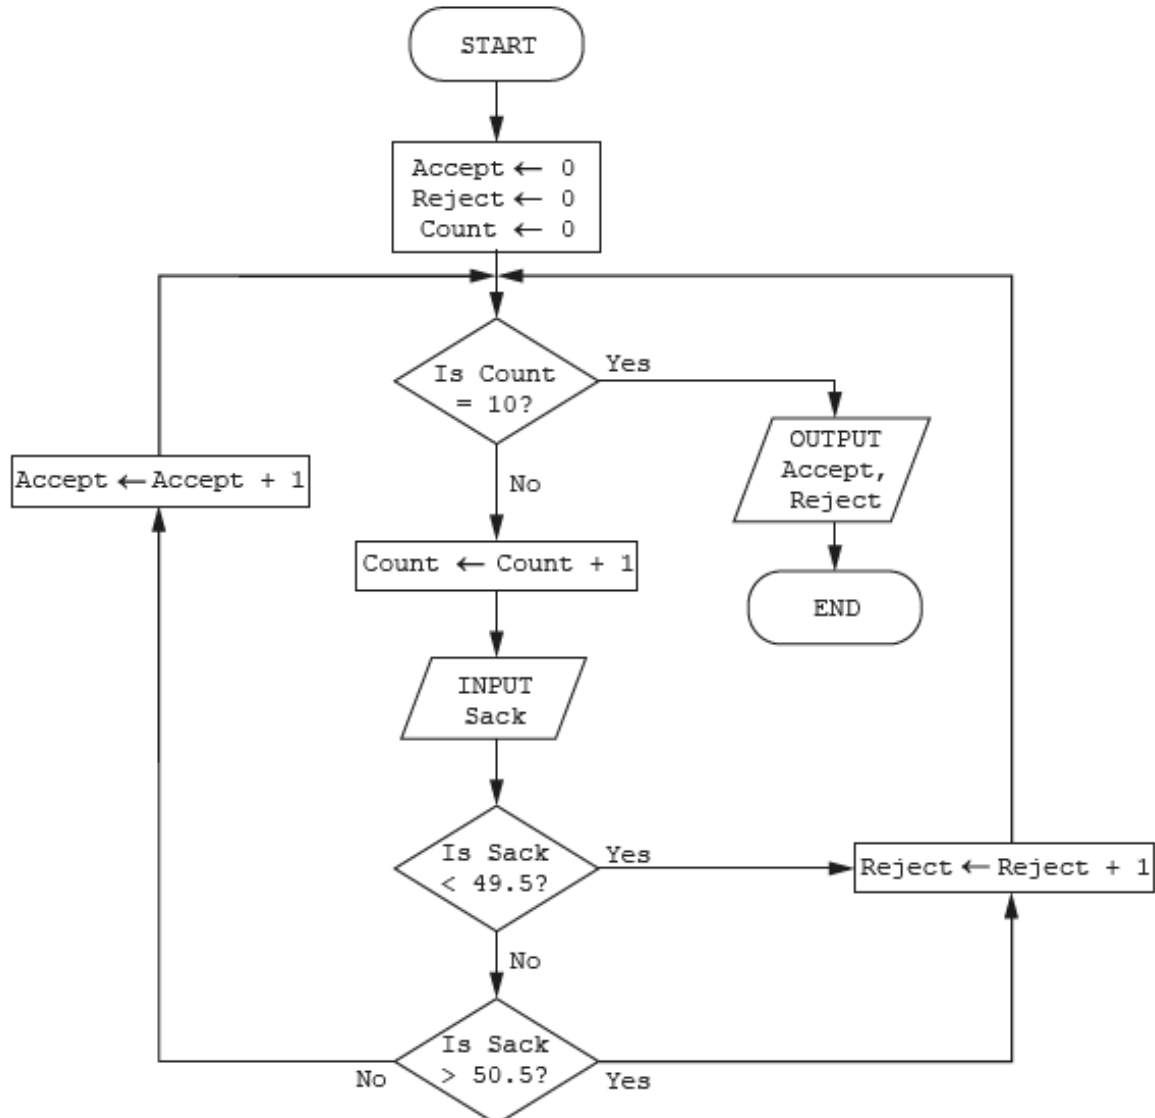 START
Accept ← 0
Reject ← 0
Count ← 0
Is Count
= 10?
Yes
No
OUTPUT
Accept,
Reject
END
Accept ← Accept + 1
Count ← Count + 1
INPUT
Sack
Is Sack
< 49.5?
Yes
No
Reject ← Reject + 1
Is Sack
> 50.5?
No
Yes